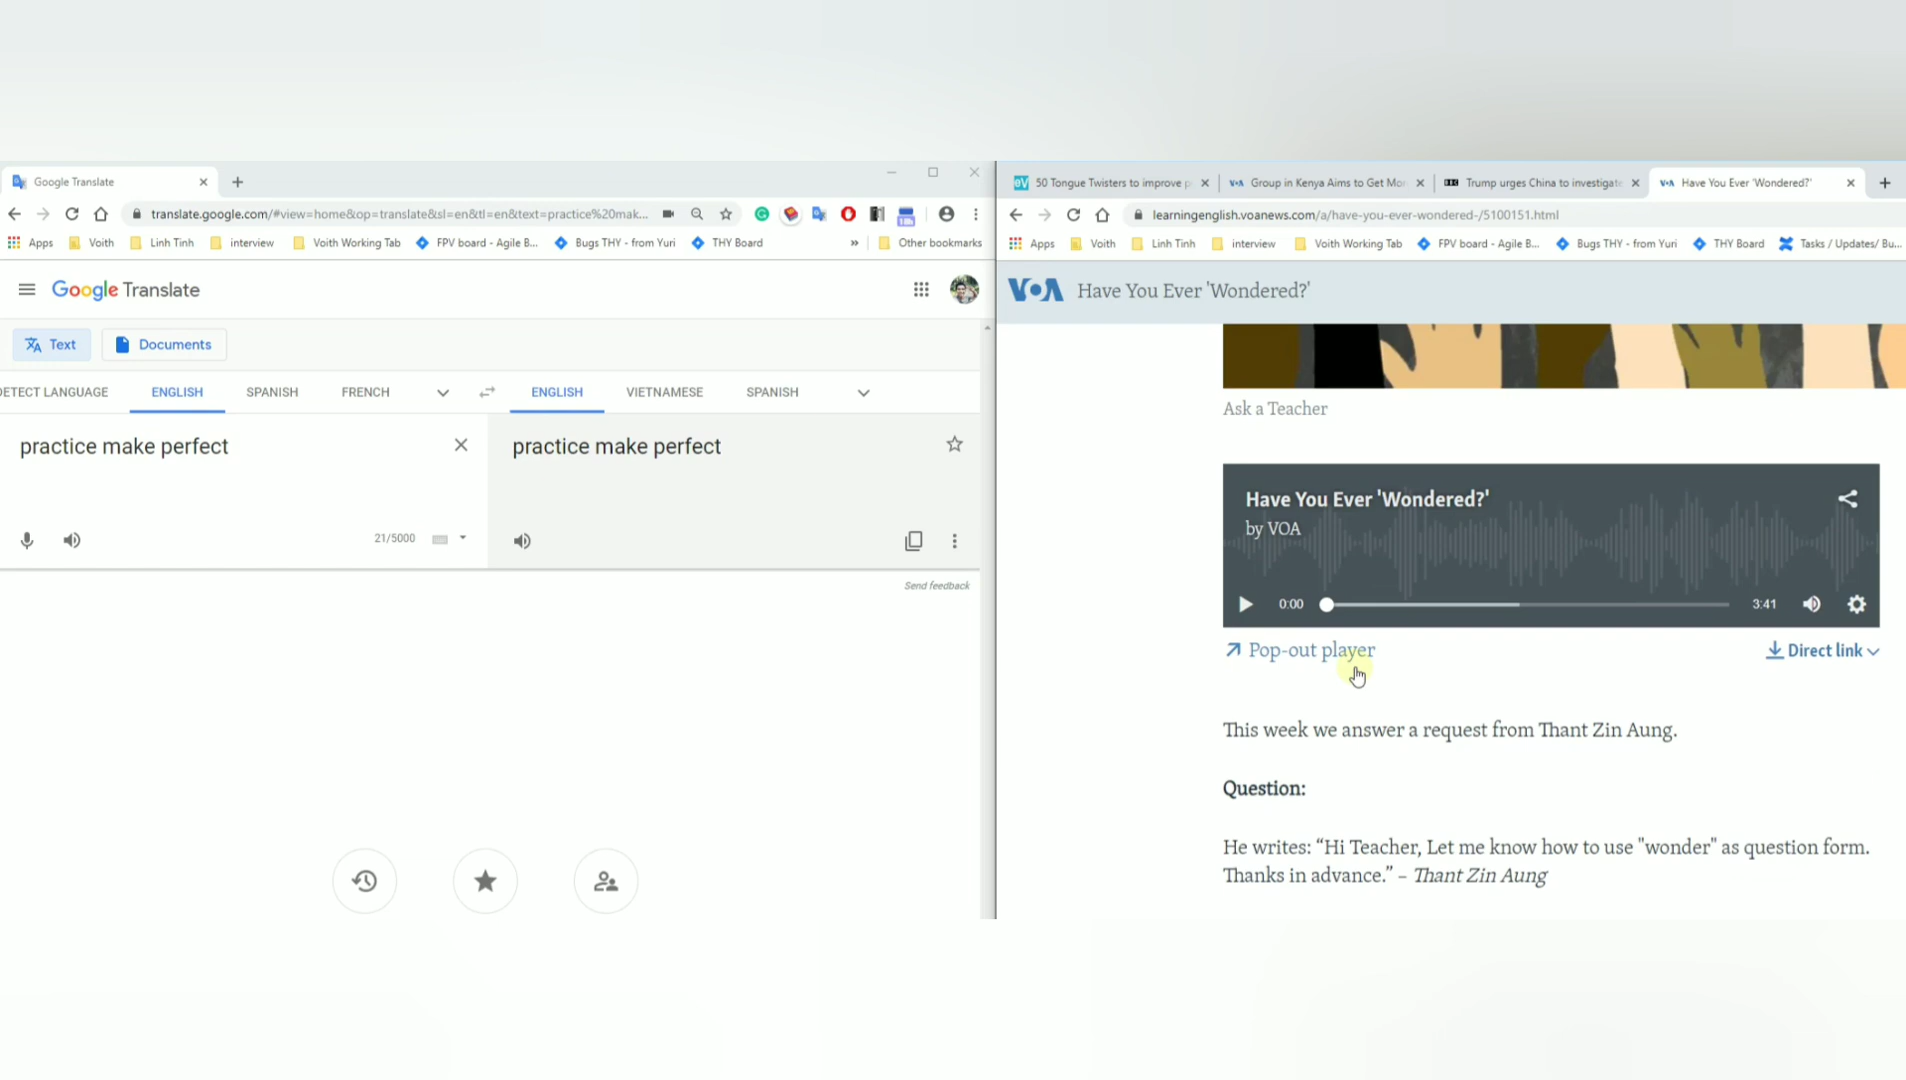 Google Translate
translate.google.com/#view=home&op=translate&sl=en&tl=en&text=practice%20mak...
Apps Voith Linh Tinh interview Voith Working Tab FPV board - Agile B... Bugs THY - from Yuri THY Board » Other bookmarks
Google Translate
Text Documents
DETECT LANGUAGE ENGLISH SPANISH FRENCH ENGLISH VIETNAMESE SPANISH
practice make perfect practice make perfect
21/5000
Send feedback
50 Tongue Twisters to improve p Group in Kenya Aims to Get Mor Trump urges China to investigate Have You Ever 'Wondered?'
learningenglish.voanews.com/a/have-you-ever-wondered-/5100151.html
Apps Voith Linh Tinh interview Voith Working Tab FPV board - Agile B... Bugs THY - from Yuri THY Board Tasks / Updates/ Bu...
VOA Have You Ever 'Wondered?'
Ask a Teacher
Have You Ever 'Wondered?'
by VOA
0:00 3:41
Pop-out player Direct link
This week we answer a request from Thant Zin Aung.
Question:
He writes: “Hi Teacher, Let me know how to use "wonder" as question form.
Thanks in advance.” – Thant Zin Aung